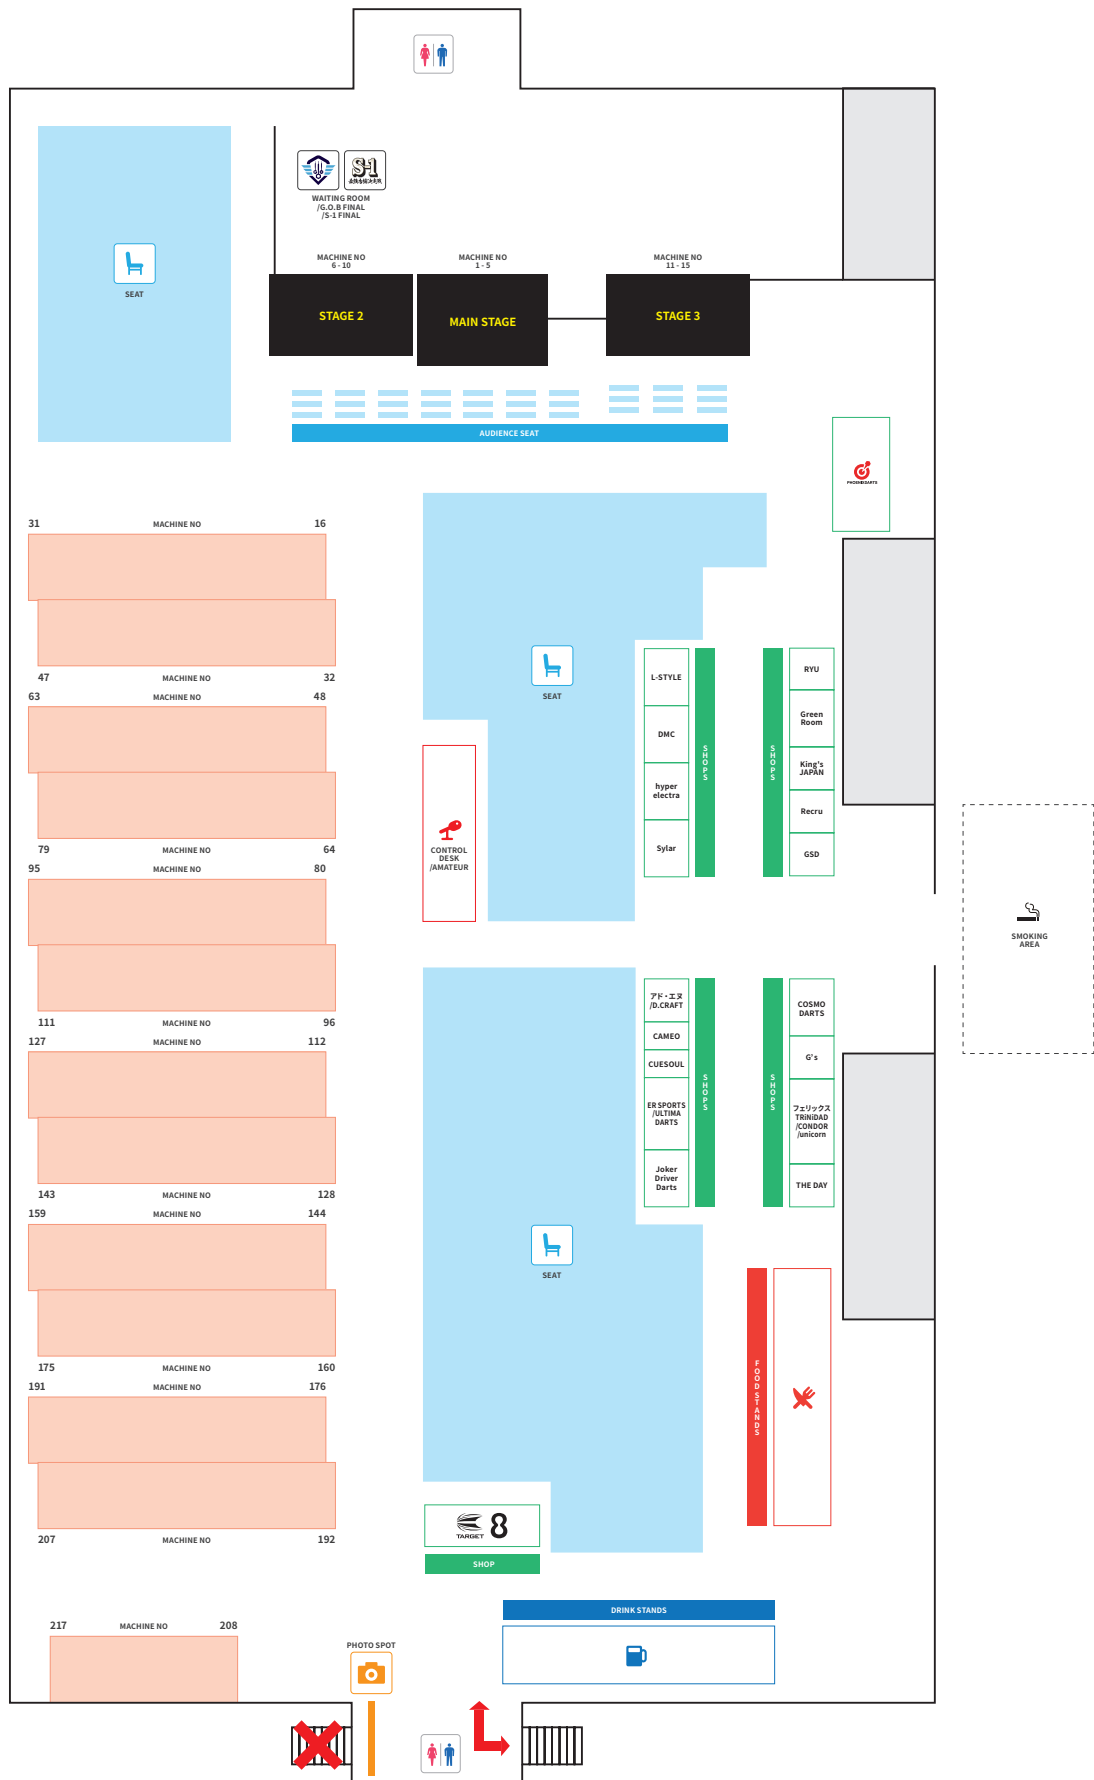 S-1
WAITING ROOM
/G.O.B FINAL
/S-1 FINAL
MACHINE NO
6 - 10
MACHINE NO
1 - 5
MACHINE NO
11 - 15
STAGE 2
MAIN STAGE
STAGE 3
SEAT
AUDIENCE SEAT
PHOENIXDARTS
31 MACHINE NO 16
47 MACHINE NO 32
63 MACHINE NO 48
79 MACHINE NO 64
95 MACHINE NO 80
111 MACHINE NO 96
127 MACHINE NO 112
143 MACHINE NO 128
159 MACHINE NO 144
175 MACHINE NO 160
191 MACHINE NO 176
207 MACHINE NO 192
217 MACHINE NO 208
SEAT
CONTROL
DESK
/AMATEUR
L-STYLE
DMC
hyper
electra
Sylar
SHOPS
SHOPS
RYU
Green
Room
King's
JAPAN
Recru
GSD
SMOKING
AREA
アド・エヌ
/D.CRAFT
CAMEO
CUESOUL
ER SPORTS
/ULTIMA
DARTS
Joker
Driver
Darts
SHOPS
SHOPS
COSMO
DARTS
G's
フェリックス
TRiNiDAD
/CONDOR
/unicorn
THE DAY
SEAT
FOOD STANDS
TARGET 8
SHOP
DRINK STANDS
PHOTO SPOT